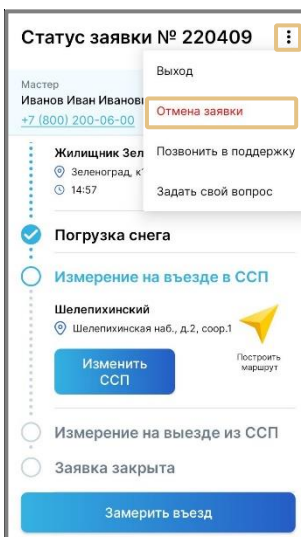 Статус заявки № 220409
Выход
Мастер
Иванов Иван Иванови
Отмена заявки
+7 (800) 200-06-00
Жилищник Зел
Позвонить в поддержку
Зеленоград, к
14:57
Задать свой вопрос
Погрузка снега
Измерение на въезде в ССП
Шелепихинский
Шелепихинская наб., д.2, соор.1
Изменить
ССП
Построить
маршрут
Измерение на выезде из ССП
Заявка закрыта
Замерить въезд